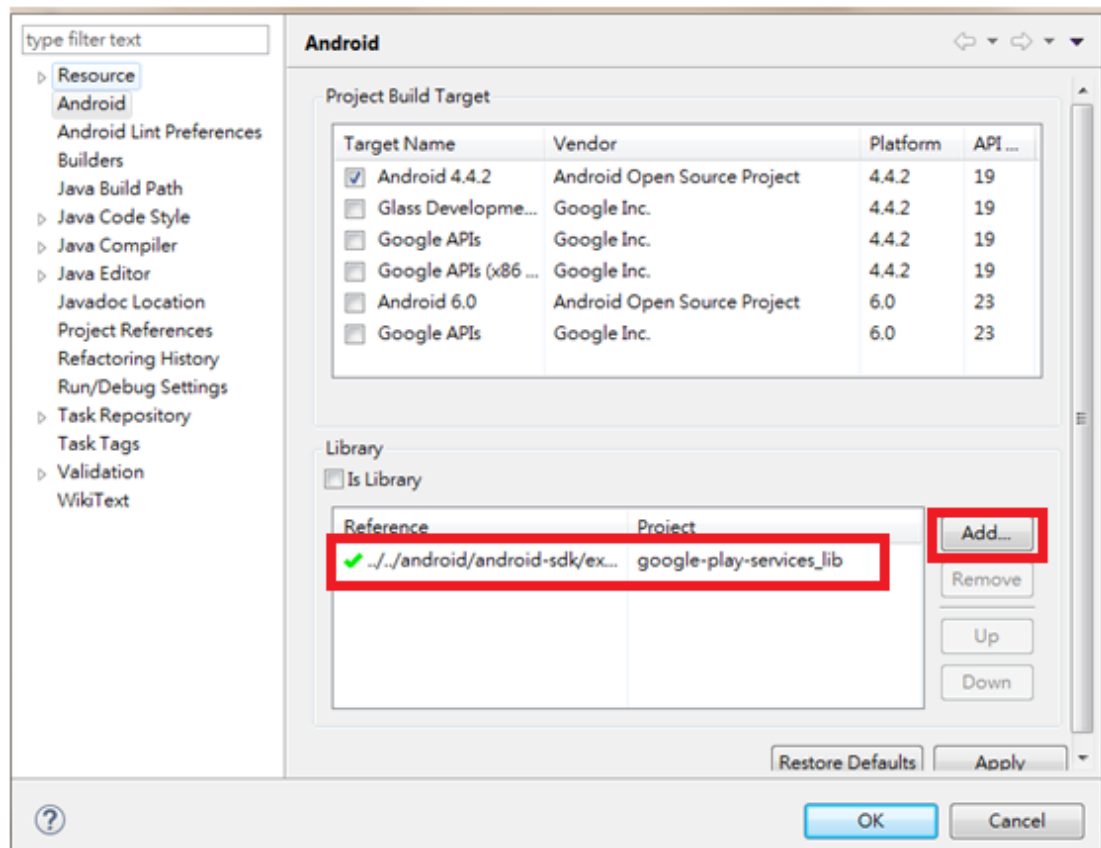 type filter text
Resource
Android
Android Lint Preferences
Builders
Java Build Path
Java Code Style
Java Compiler
Java Editor
Javadoc Location
Project References
Refactoring History
Run/Debug Settings
Task Repository
Task Tags
Validation
WikiText
Android
Project Build Target
Target Name Vendor Platform API ...
Android 4.4.2 Android Open Source Project 4.4.2 19
Glass Developme... Google Inc. 4.4.2 19
Google APIs Google Inc. 4.4.2 19
Google APIs (x86 ... Google Inc. 4.4.2 19
Android 6.0 Android Open Source Project 6.0 23
Google APIs Google Inc. 6.0 23
Library
Is Library
Reference Project
../../android/android-sdk/ex... google-play-services_lib
Add...
Remove
Up
Down
Restore Defaults Apply
OK Cancel